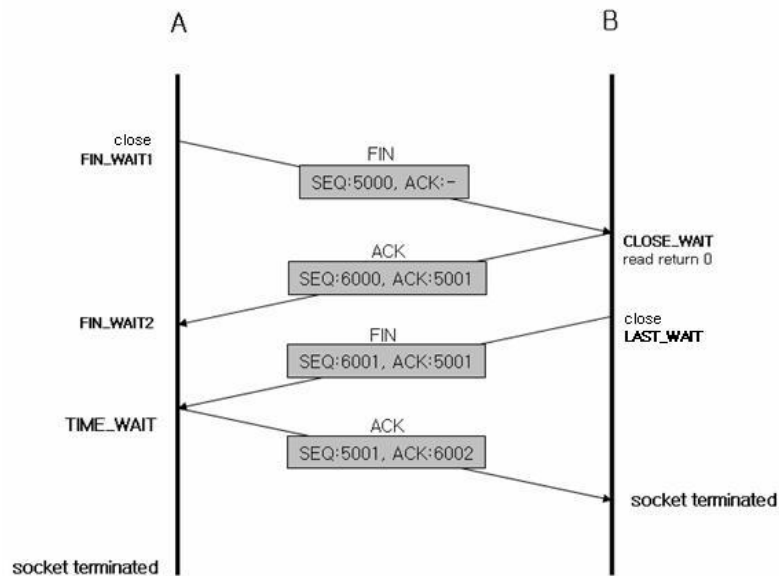 A
B
close
FIN_WAIT1
FIN
SEQ:5000, ACK:-
CLOSE_WAIT
read return 0
ACK
SEQ:6000, ACK:5001
FIN_WAIT2
close
LAST_WAIT
FIN
SEQ:6001, ACK:5001
TIME_WAIT
ACK
SEQ:5001, ACK:6002
socket terminated
socket terminated